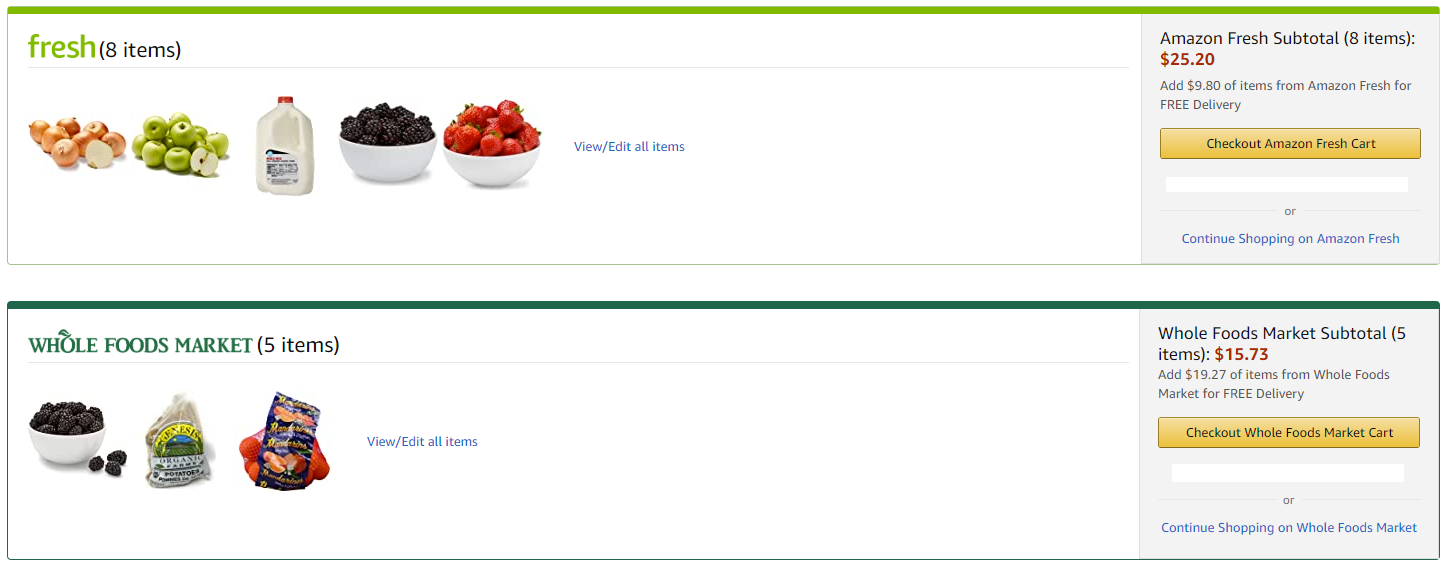 fresh (8 items)
View/Edit all items
Amazon Fresh Subtotal (8 items):
$25.20
Add $9.80 of items from Amazon Fresh for
FREE Delivery
Checkout Amazon Fresh Cart
or
Continue Shopping on Amazon Fresh
WHOLE FOODS MARKET (5 items)
GENESIS
ORGANIC
FARMS
POTATOES
Mandarins
Mandarins
Mandarins
View/Edit all items
Whole Foods Market Subtotal (5
items): $15.73
Add $19.27 of items from Whole Foods
Market for FREE Delivery
Checkout Whole Foods Market Cart
or
Continue Shopping on Whole Foods Market